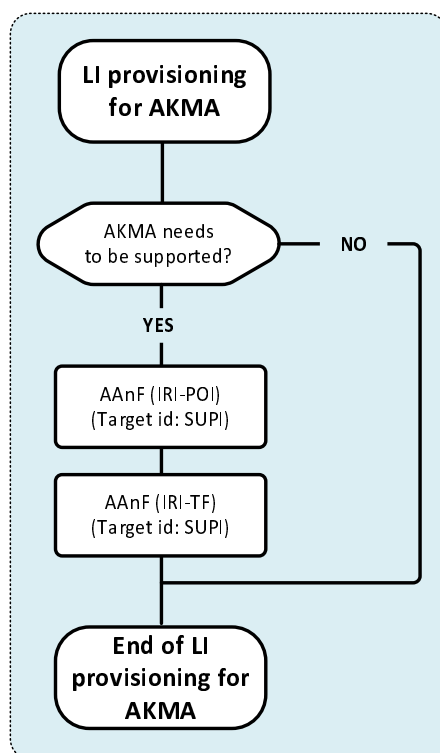 LI provisioning
for AKMA
AKMA needs
to be supported?
NO
YES
AAnF (IRI-POI)
(Target id: SUPI)
AAnF (IRI-TF)
(Target id: SUPI)
End of LI
provisioning for
AKMA